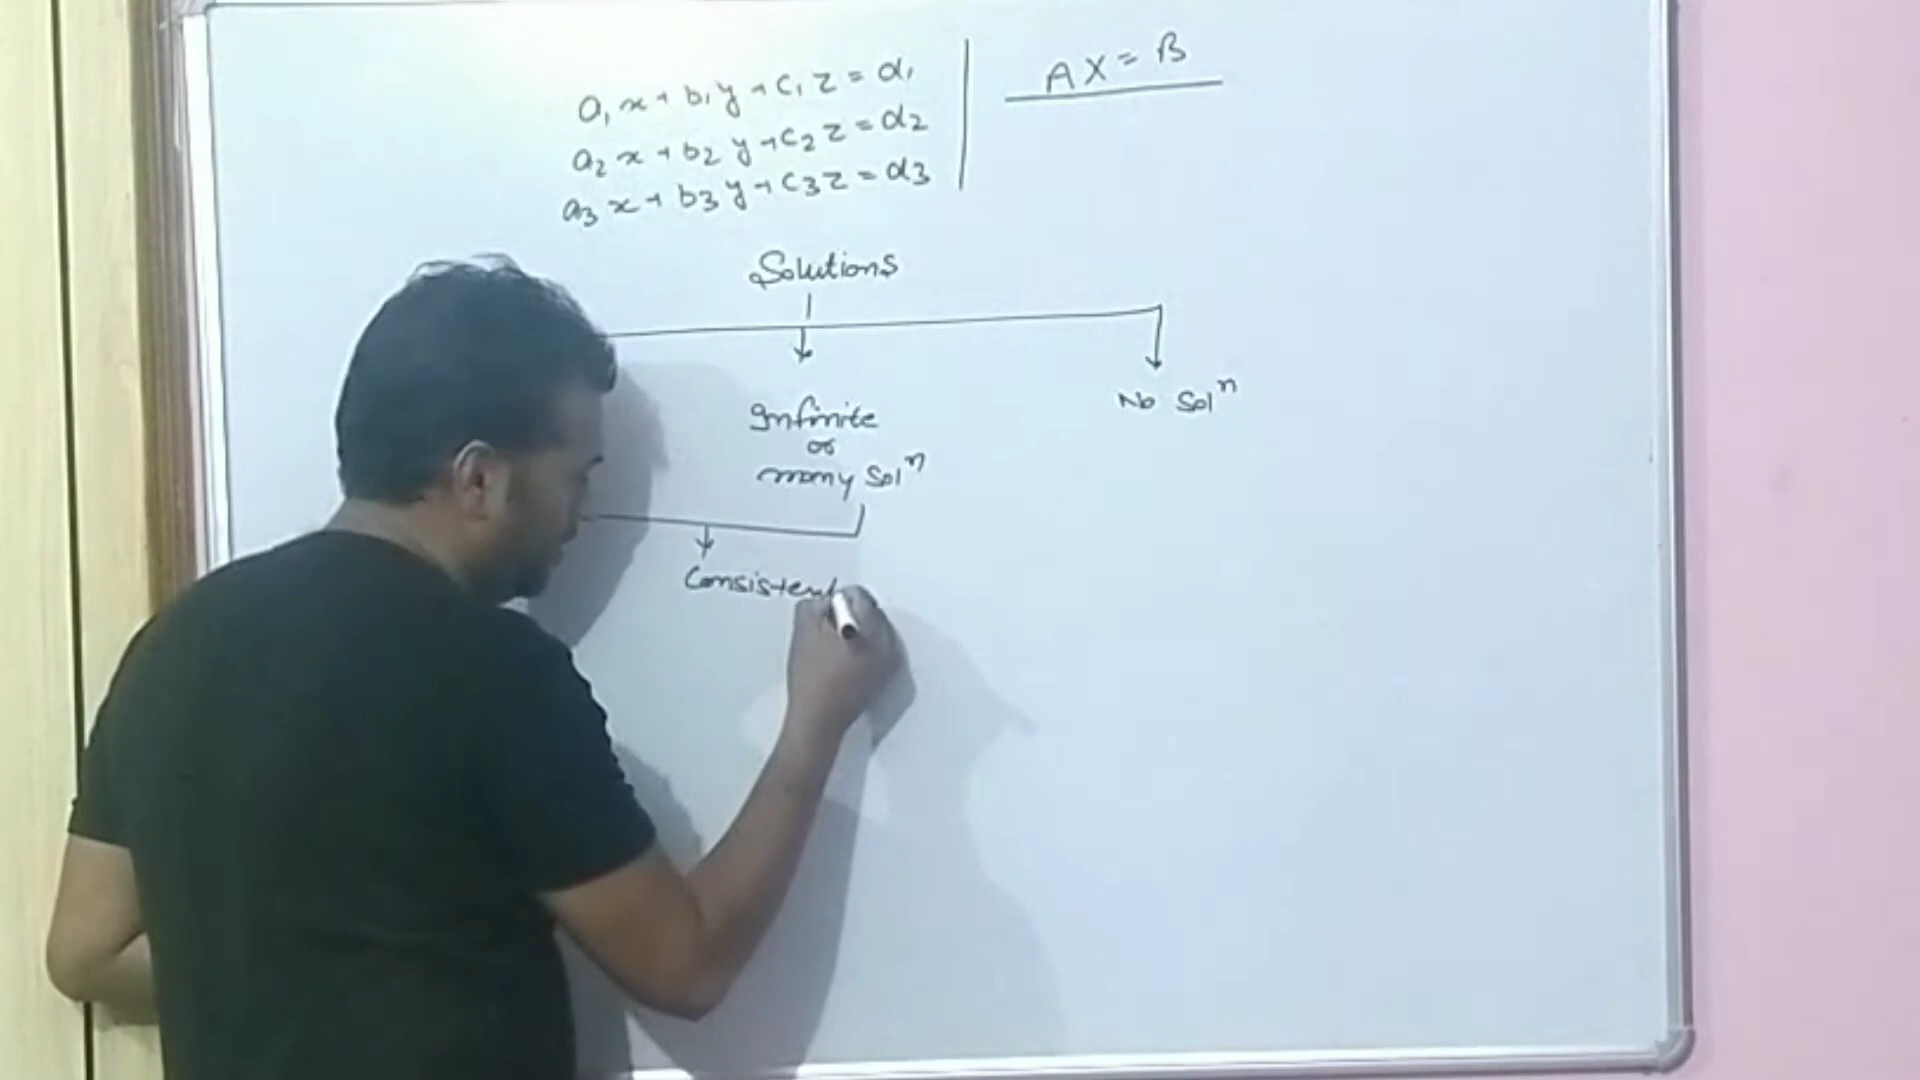 a₁x + b₁y + c₁z = d₁
a₂x + b₂y + c₂z = d₂
a₃x + b₃y + c₃z = d₃
AX = B
Solutions
Infinite
or
many Solⁿ
No Solⁿ
Consistent